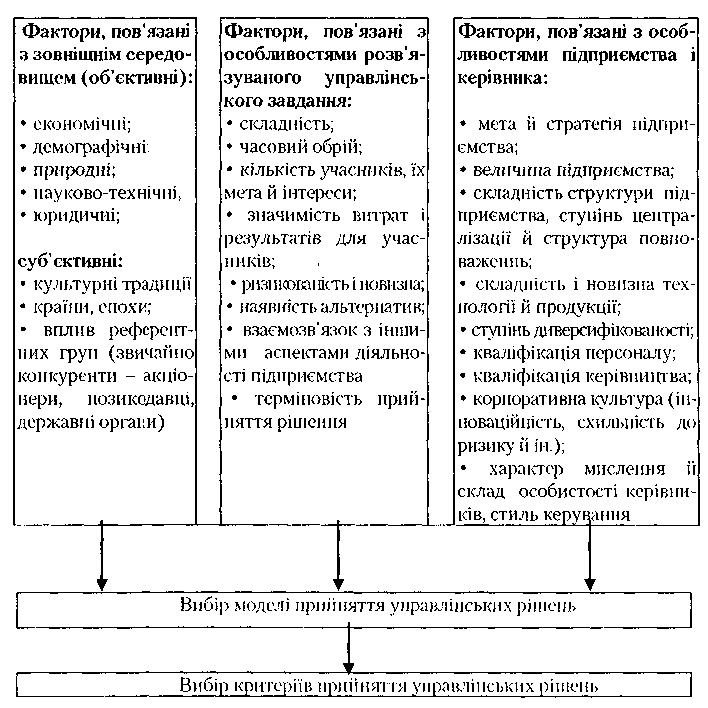 Фактори, пов'язані
з зовнішнім середо-
вищем (об'єктивні):
• економічні;
• демографічні;
• природні;
• науково-технічні,
• юридичні;
суб'єктивні:
• культурні традиції
• країни, епохи;
• вплив референт-
них груп (звичайно
конкуренти – акціо-
нери, позикодавці,
державні органи)
Фактори, пов'язані з
особливостями розв'я-
зуваного управлінсь-
кого завдання:
• складність;
• часовий обрій;
• кількість учасників, їх
мета й інтереси;
• значимість витрат і
результатів для учас-
ників;
• ризикованість і новизна;
• наявність альтернатив;
• взаємозв'язок з інши-
ми аспектами діяльно-
сті підприємства
• терміновість прий-
няття рішення
Фактори, пов'язані з особ-
ливостями підприємства і
керівника:
• мета й стратегія підпри-
ємства;
• величина підприємства;
• складність структури під-
приємства, ступінь центра-
лізації й структура повно-
важень;
• складність і новизна тех-
нології й продукції;
• ступінь диверсифікованості;
• кваліфікація персоналу;
• кваліфікація керівництва;
• корпоративна культура (ін-
новаційність, схильність до
ризику й ін.);
• характер мислення й
склад особистості керівни-
ків, стиль керування
Вибір моделі прийняття управлінських рішень
Вибір критеріїв прийняття управлінських рішень